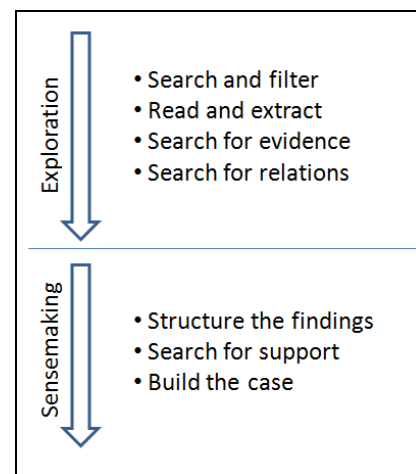 Exploration
• Search and filter
• Read and extract
• Search for evidence
• Search for relations
Sensemaking
• Structure the findings
• Search for support
• Build the case